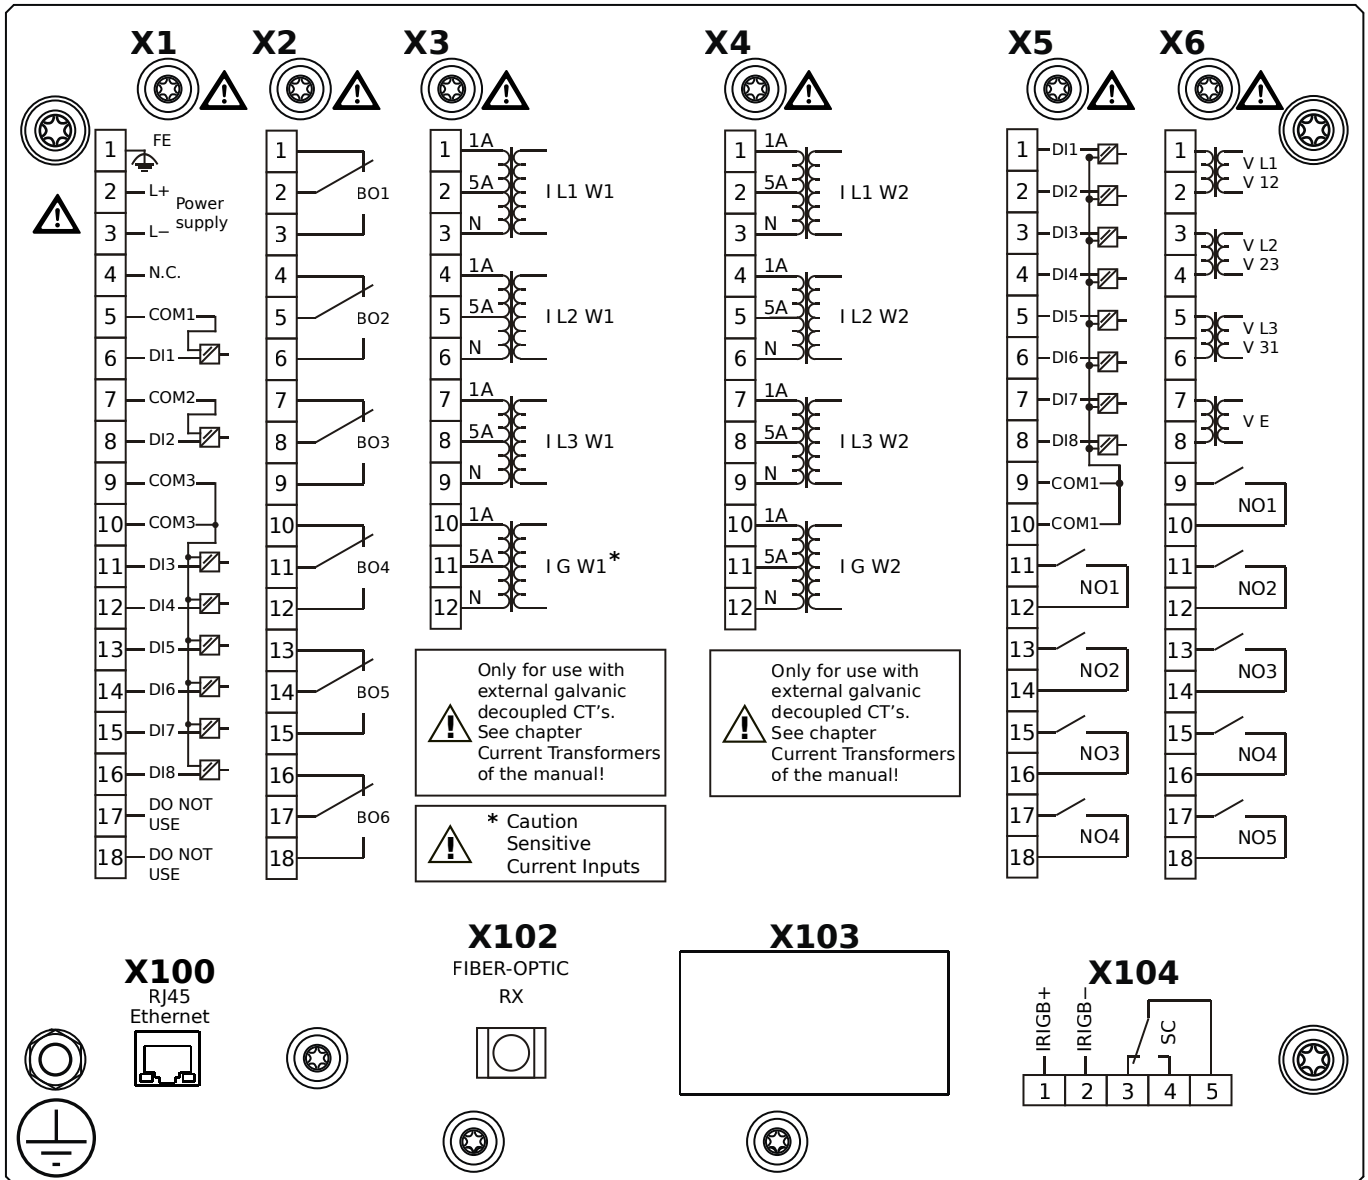 X1
X2
X3
X4
X5
X6
1
FE
2
L+
Power
supply
3
L−
4
N.C.
5
COM1
6
DI1
7
COM2
8
DI2
9
COM3
10
COM3
11
DI3
12
DI4
13
DI5
14
DI6
15
DI7
16
DI8
17
DO NOT
USE
18
DO NOT
USE
1
2
BO1
3
4
5
BO2
6
7
8
BO3
9
10
11
BO4
12
13
14
BO5
15
16
17
BO6
18
1
1A
2
5A
I L1 W1
3
N
4
1A
5
5A
I L2 W1
6
N
7
1A
8
5A
I L3 W1
9
N
10
1A
11
5A
I G W1*
12
N
Only for use with
external galvanic
decoupled CT's.
See chapter
Current Transformers
of the manual!
* Caution
Sensitive
Current Inputs
1
1A
2
5A
I L1 W2
3
N
4
1A
5
5A
I L2 W2
6
N
7
1A
8
5A
I L3 W2
9
N
10
1A
11
5A
I G W2
12
N
Only for use with
external galvanic
decoupled CT's.
See chapter
Current Transformers
of the manual!
1
DI1
2
DI2
3
DI3
4
DI4
5
DI5
6
DI6
7
DI7
8
DI8
9
COM1
10
COM1
11
NO1
12
13
NO2
14
15
NO3
16
17
NO4
18
1
V L1
2
V 12
3
V L2
4
V 23
5
V L3
6
V 31
7
V E
8
9
NO1
10
11
NO2
12
13
NO3
14
15
NO4
16
17
NO5
18
X100
RJ45
Ethernet
X102
FIBER-OPTIC
RX
X103
X104
IRIGB+
IRIGB−
SC
1 2 3 4 5